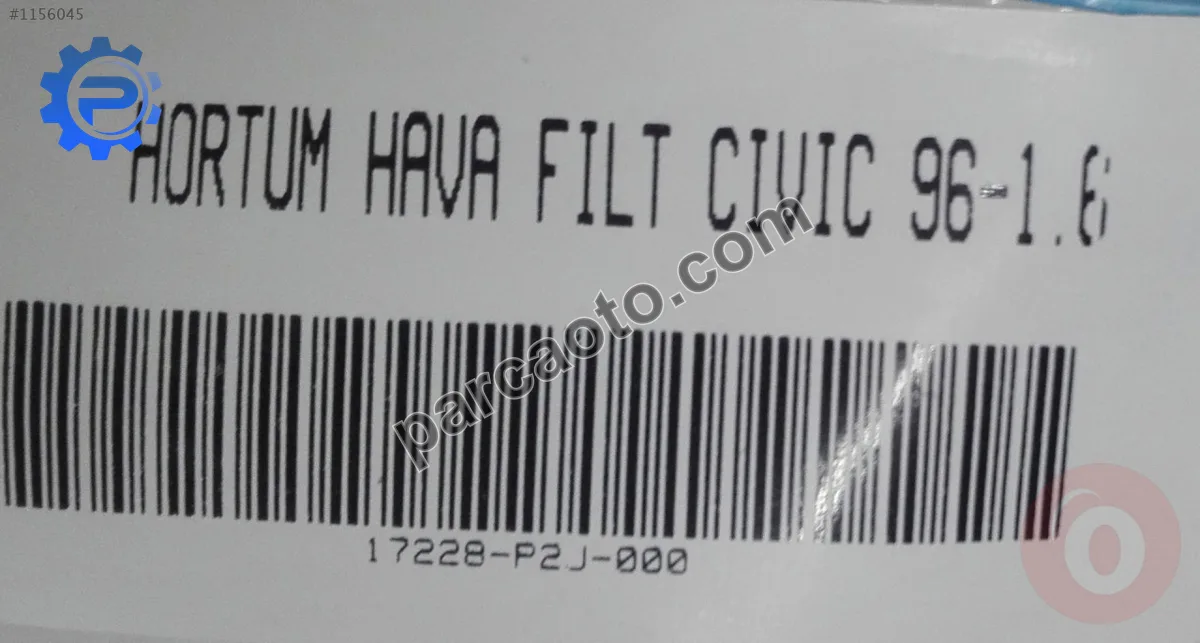 #1156045
HORTUM HAVA FILT CIVIC 96-1.6
parcaoto.com
17228-P2J-000